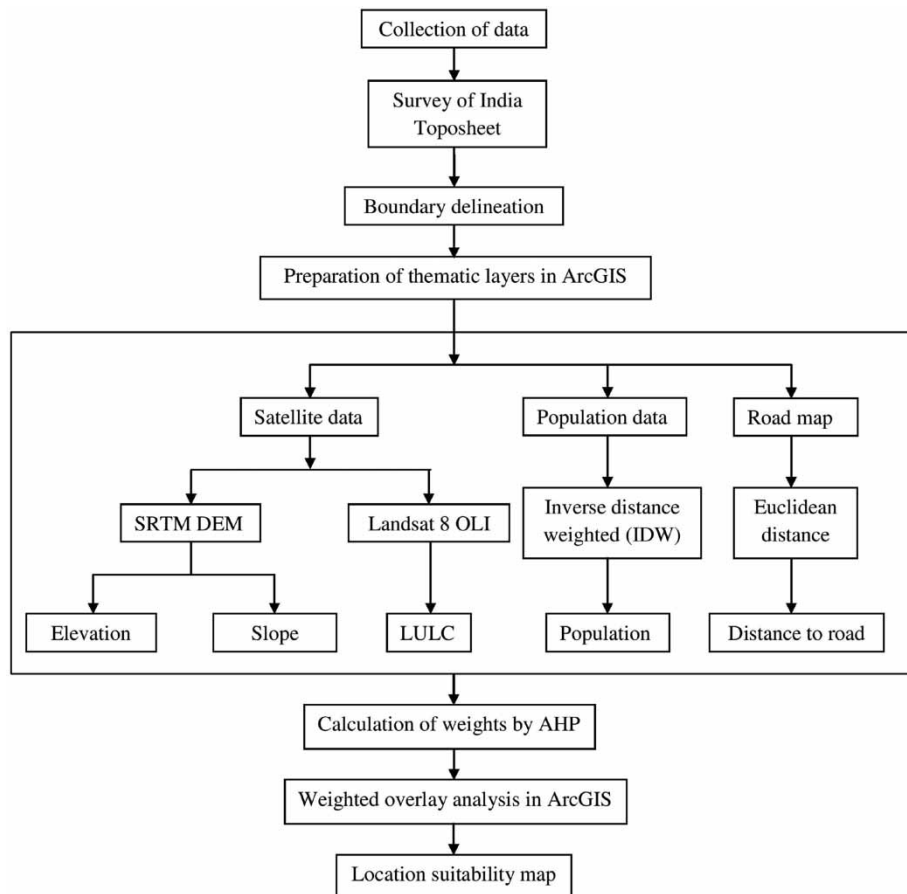 Collection of data
Survey of India
Toposheet
Boundary delineation
Preparation of thematic layers in ArcGIS
Satellite data
Population data
Road map
SRTM DEM
Landsat 8 OLI
Inverse distance
weighted (IDW)
Euclidean
distance
Elevation
Slope
LULC
Population
Distance to road
Calculation of weights by AHP
Weighted overlay analysis in ArcGIS
Location suitability map